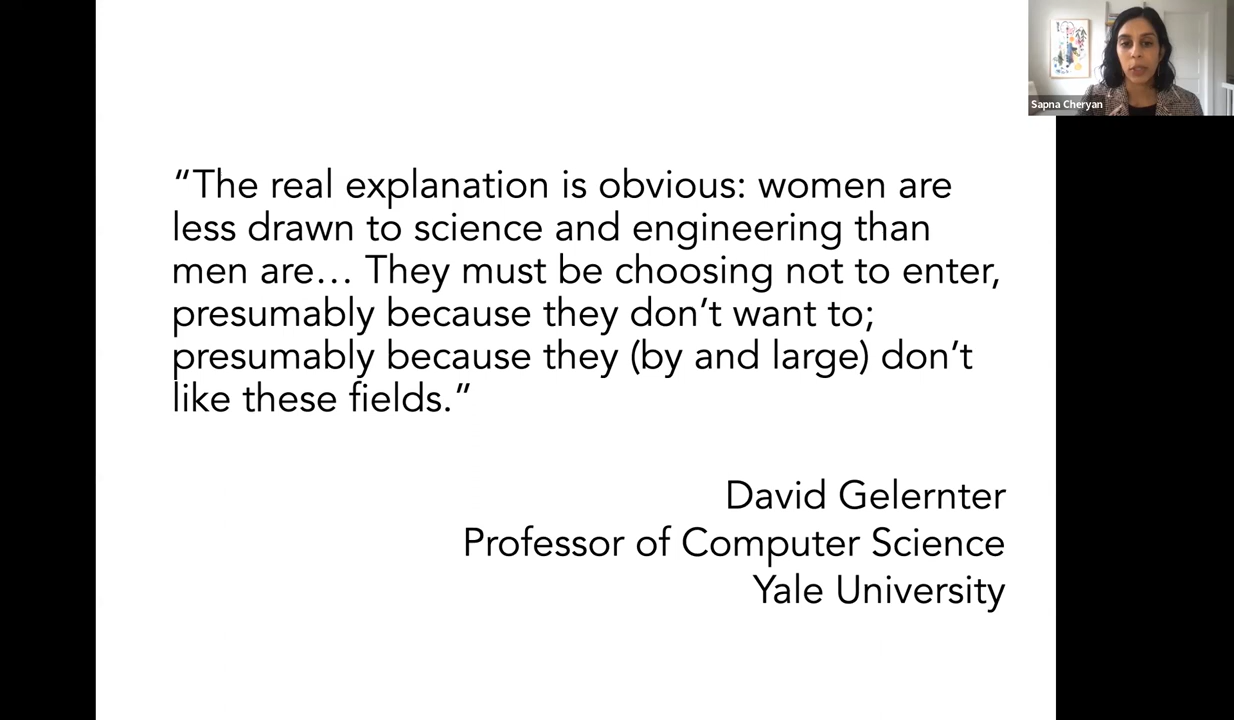 “The real explanation is obvious: women are
less drawn to science and engineering than
men are… They must be choosing not to enter,
presumably because they don’t want to;
presumably because they (by and large) don’t
like these fields.”
David Gelernter
Professor of Computer Science
Yale University
Sapna Cheryan